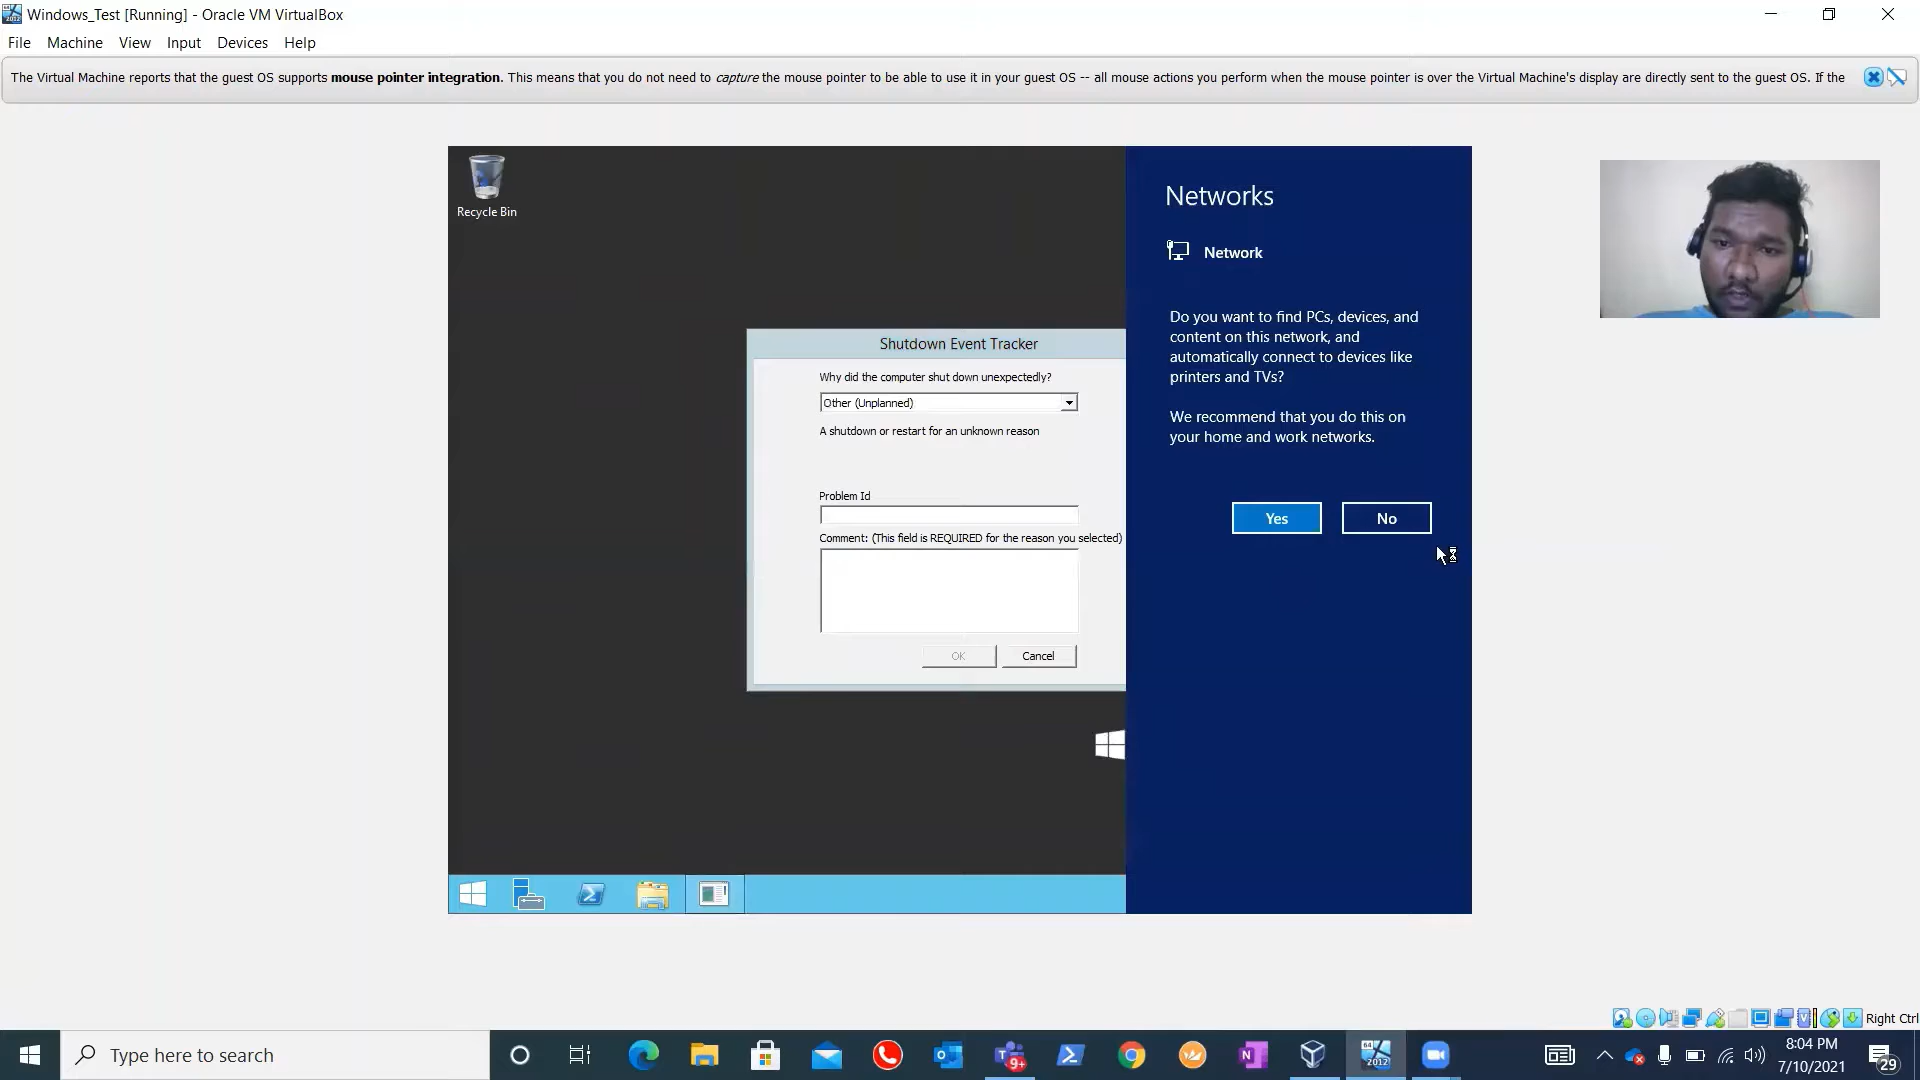 Windows_Test [Running] - Oracle VM VirtualBox
File Machine View Input Devices Help
The Virtual Machine reports that the guest OS supports mouse pointer integration. This means that you do not need to capture the mouse pointer to be able to use it in your guest OS -- all mouse actions you perform when the mouse pointer is over the Virtual Machine's display are directly sent to the guest OS. If the
Recycle Bin
Shutdown Event Tracker
Why did the computer shut down unexpectedly?
Other (Unplanned)
A shutdown or restart for an unknown reason
Problem Id
Comment: (This field is REQUIRED for the reason you selected)
OK Cancel
Networks
Network
Do you want to find PCs, devices, and
content on this network, and
automatically connect to devices like
printers and TVs?
We recommend that you do this on
your home and work networks.
Yes No
Right Ctrl
Type here to search
9+
64
2012
8:04 PM
7/10/2021
29